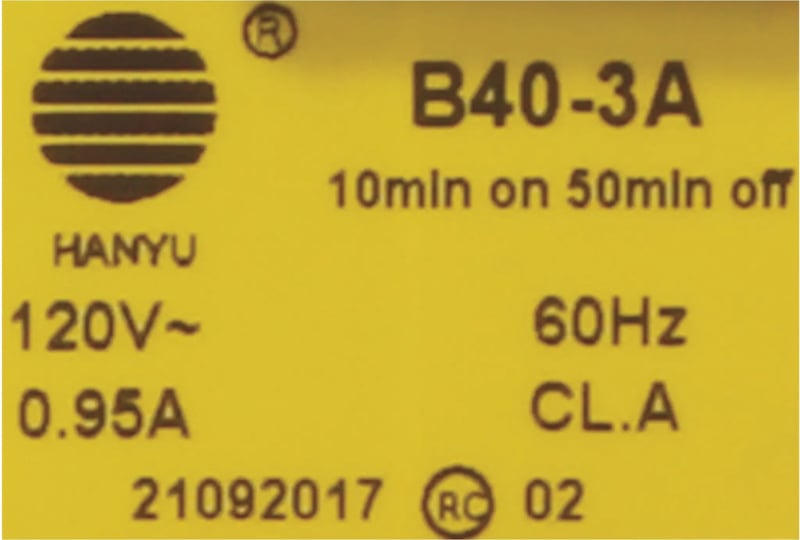 ®
B40-3A
10min on 50min off
HANYU
120V~ 60Hz
0.95A CL.A
21092017 RC 02